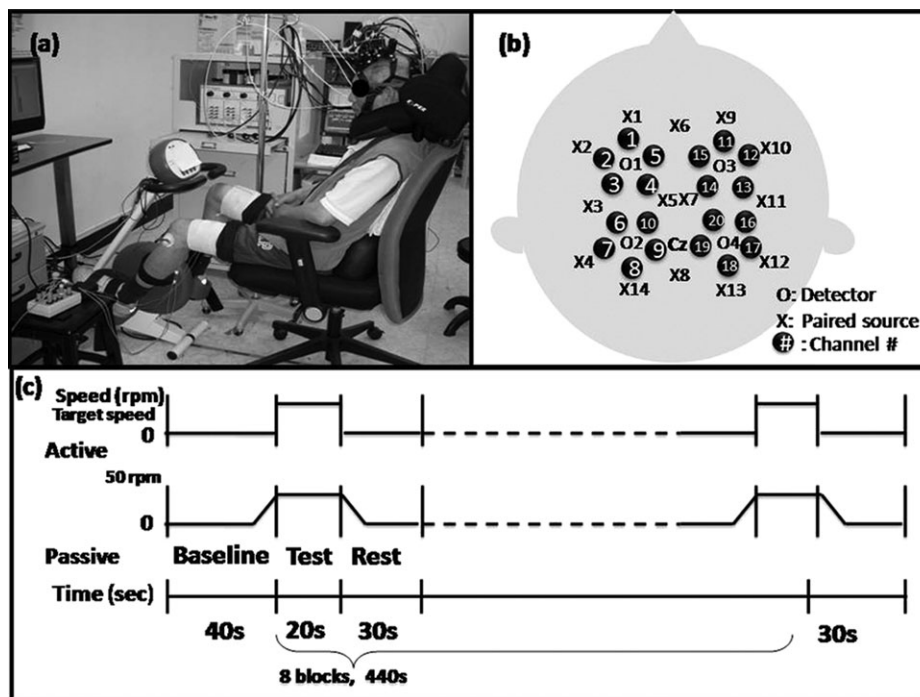 (a)
(b)
X1 X6 X9
1 11
X2 2 O1 5 15 O3 12 X10
3 4 14 13
X3 X5 X7 X11
6 10 20 16
O2 Cz O4
7 9 19 17
X4 8 18 X12
X14 X8 X13
O: Detector
X: Paired source
# : Channel #
(c)
Speed (rpm)
Target speed
0
Active
50 rpm
0
Passive Baseline Test Rest
Time (sec)
40s 20s 30s 30s
8 blocks, 440s